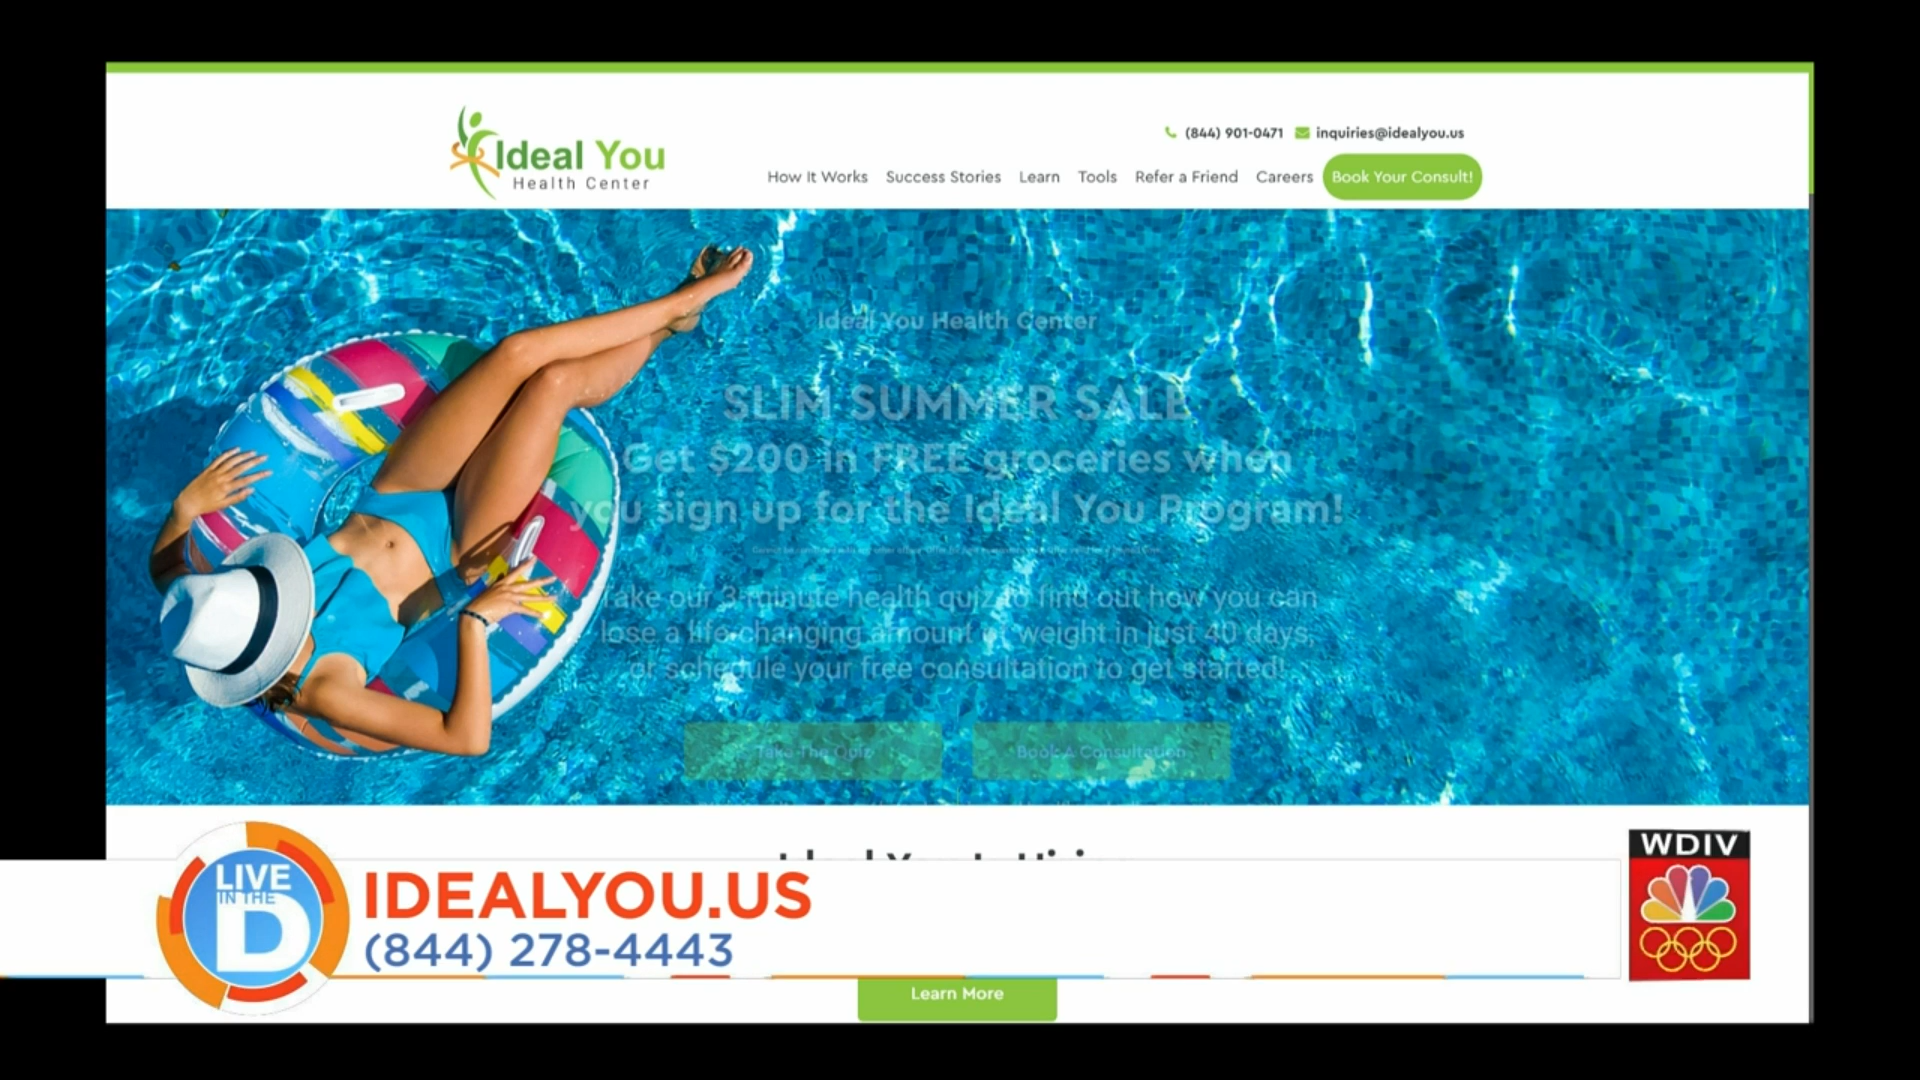 Ideal You
Health Center
(844) 901-0471 inquiries@idealyou.us
How It Works Success Stories Learn Tools Refer a Friend Careers Book Your Consult!
Ideal You Health Center
SLIM SUMMER SALE
Get $200 in FREE groceries when
you sign up for the Ideal You Program!
Take our 3-minute health quiz to find out how you can
lose a life-changing amount of weight in just 40 days,
or schedule your free consultation to get started!
Take The Quiz Book A Consultation
LIVE
IN THE
D
IDEALYOU.US
(844) 278-4443
WDIV
Learn More